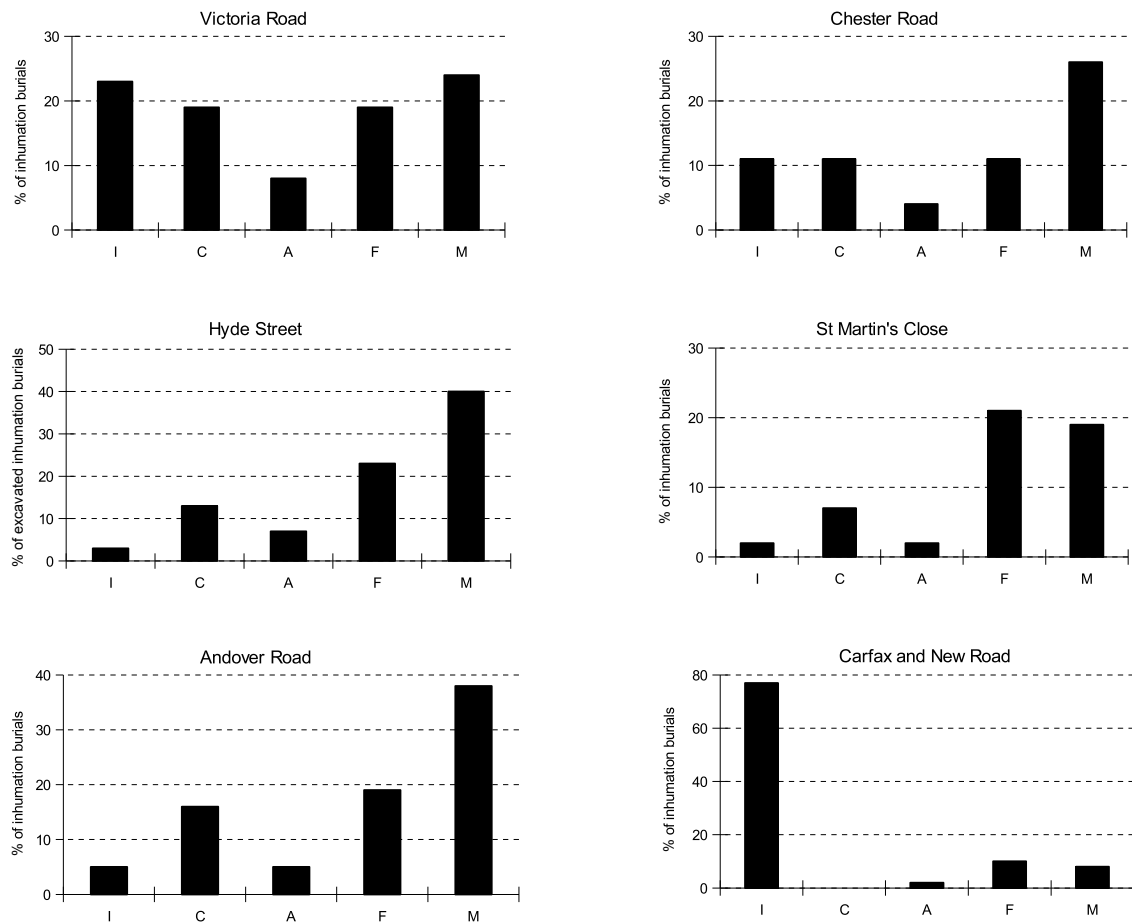 Victoria Road
% of inhumation burials
30
20
10
0
I C A F M
Chester Road
% of inhumation burials
30
20
10
0
I C A F M
Hyde Street
% of excavated inhumation burials
50
40
30
20
10
0
I C A F M
St Martin's Close
% of inhumation burials
30
20
10
0
I C A F M
Andover Road
% of inhumation burials
40
30
20
10
0
I C A F M
Carfax and New Road
% of inhumation burials
80
60
40
20
0
I C A F M